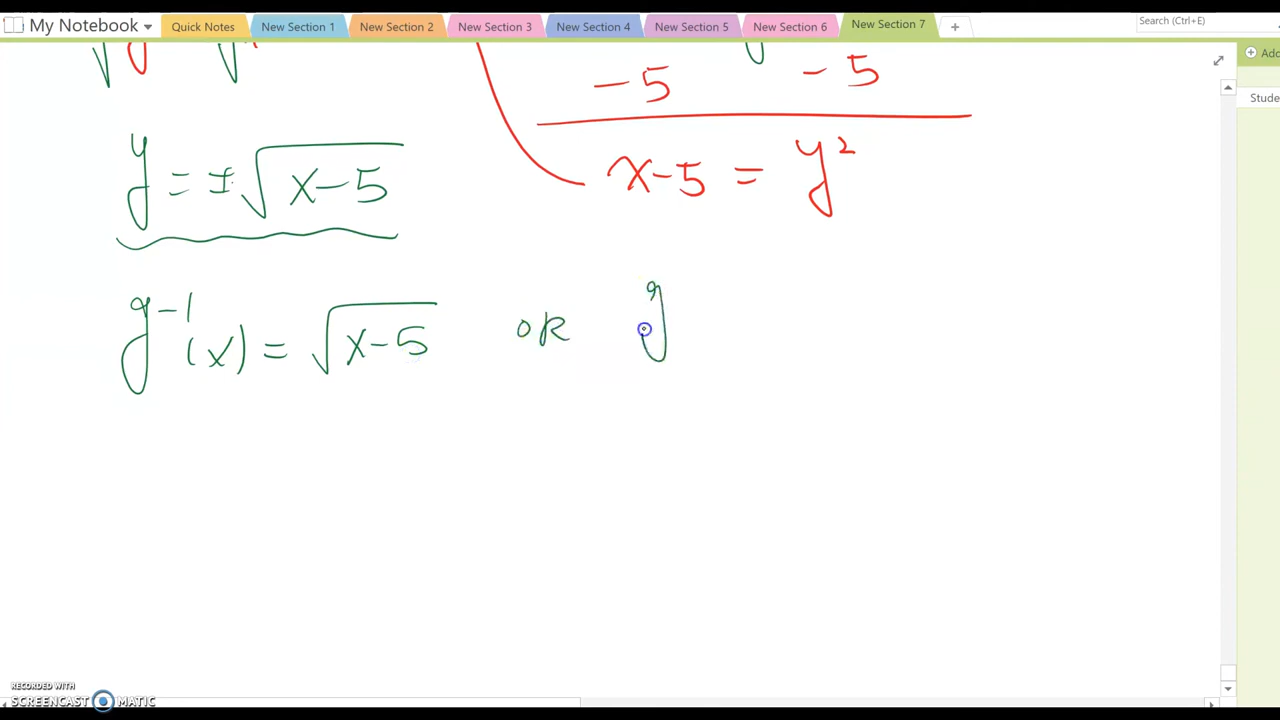 My Notebook
Quick Notes
New Section 1
New Section 2
New Section 3
New Section 4
New Section 5
New Section 6
New Section 7
+
Search (Ctrl+E)
Add
Stude
y
y
-5 -5
x-5 = y²
y = ±√(x-5)
g⁻¹(x) = √(x-5) OR g
RECORDED WITH
SCREENCAST MATIC